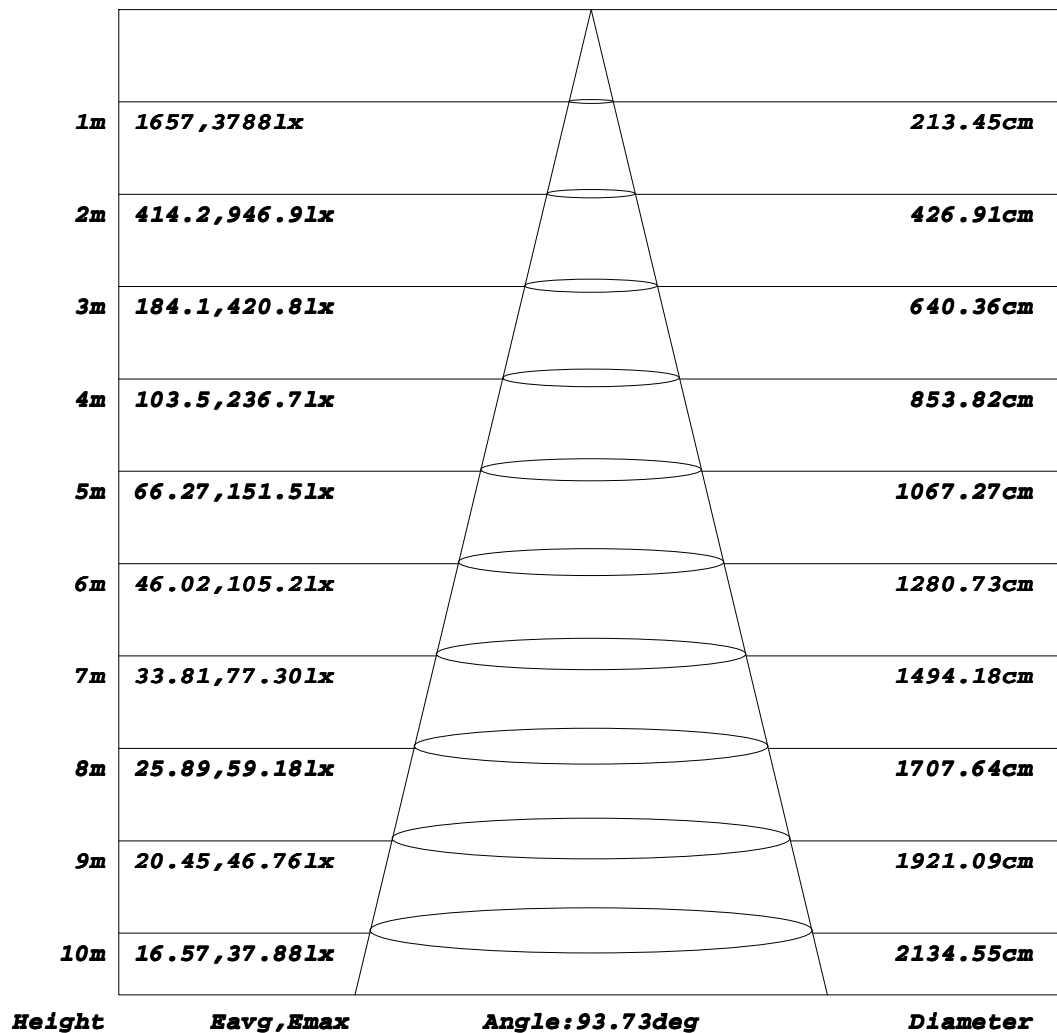 1m 1657,3788lx 213.45cm
2m 414.2,946.9lx 426.91cm
3m 184.1,420.8lx 640.36cm
4m 103.5,236.7lx 853.82cm
5m 66.27,151.5lx 1067.27cm
6m 46.02,105.2lx 1280.73cm
7m 33.81,77.30lx 1494.18cm
8m 25.89,59.18lx 1707.64cm
9m 20.45,46.76lx 1921.09cm
10m 16.57,37.88lx 2134.55cm
Height Eavg,Emax Angle:93.73deg Diameter